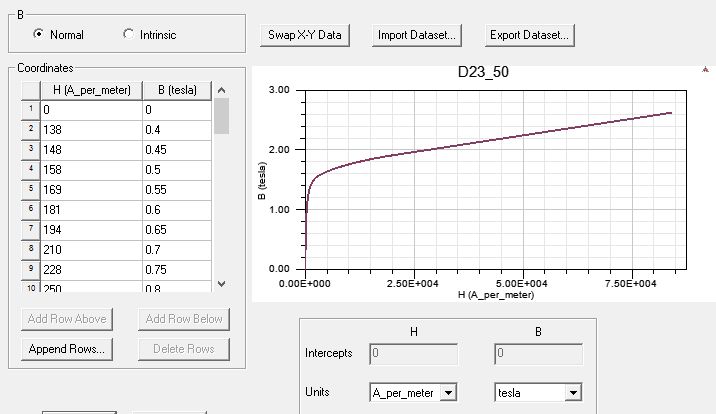 B
Normal
Intrinsic
Swap X-Y Data
Import Dataset...
Export Dataset...
Coordinates
H (A_per_meter) B (tesla)
1 0 0
2 138 0.4
3 148 0.45
4 158 0.5
5 169 0.55
6 181 0.6
7 194 0.65
8 210 0.7
9 228 0.75
10 250 0.8
Add Row Above
Add Row Below
Append Rows...
Delete Rows
D23_50
3.00
2.00
1.00
0.00
B (tesla)
0.00E+000 2.50E+004 5.00E+004 7.50E+004
H (A_per_meter)
H B
Intercepts 0 0
Units A_per_meter tesla